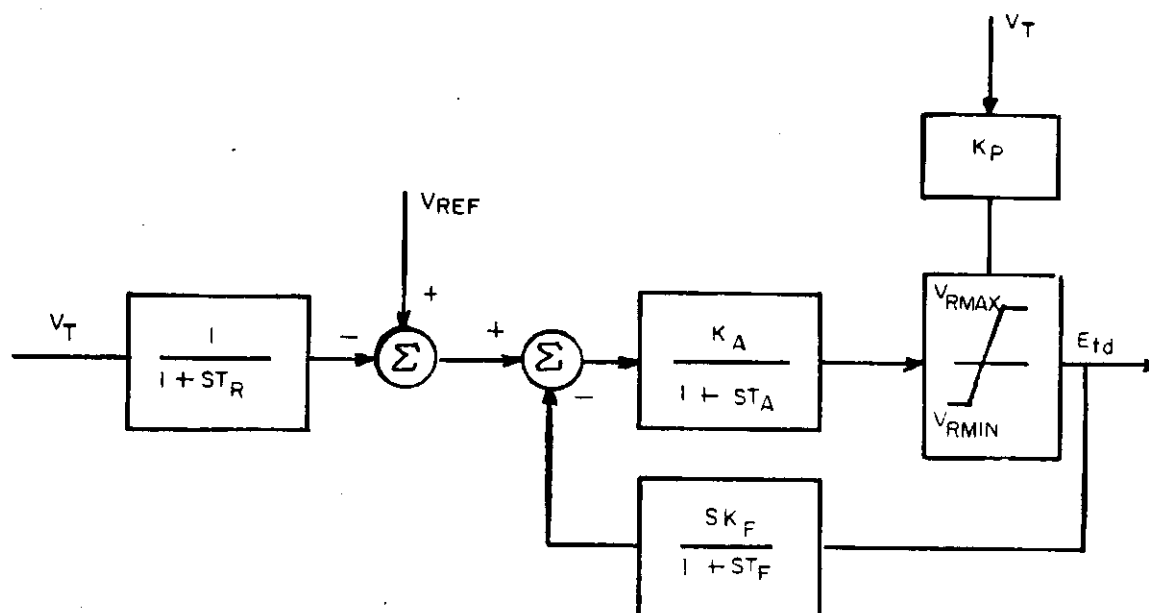 V_T
K_P
V_REF
+
V_T
1
1 + ST_R
−
Σ
+
Σ
−
K_A
1 + ST_A
V_RMAX
V_RMIN
E_fd
SK_F
1 + ST_F